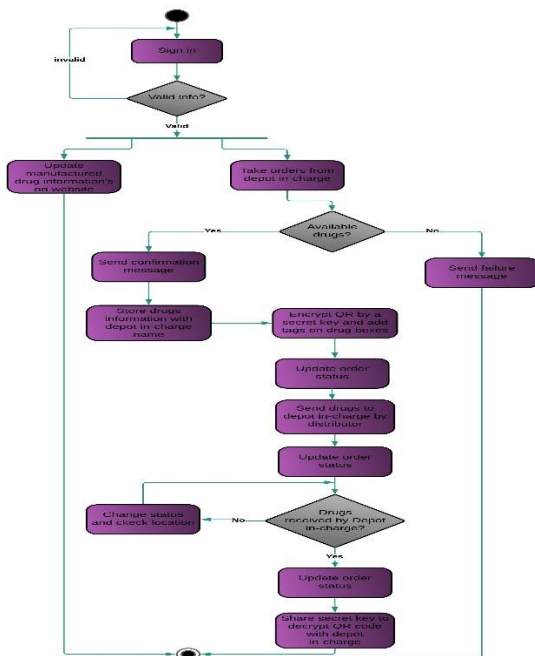 Sign in
invalid
Valid info?
Valid
Update
manufactured
drug information's
on website
Take orders from
depot in-charge
Available
drugs?
Yes
No
Send confirmation
message
Send failure
message
Store drugs
information with
depot in-charge
name
Encrypt QR by a
secret key and add
tags on drug boxes
Update order
status
Send drugs to
depot in-charge by
distributor
Update order
status
Change status
and ckeck location
No
Drugs
received by Depot
in-charge?
Yes
Update order
status
Share secret key to
decrypt QR code
with depot
in charge